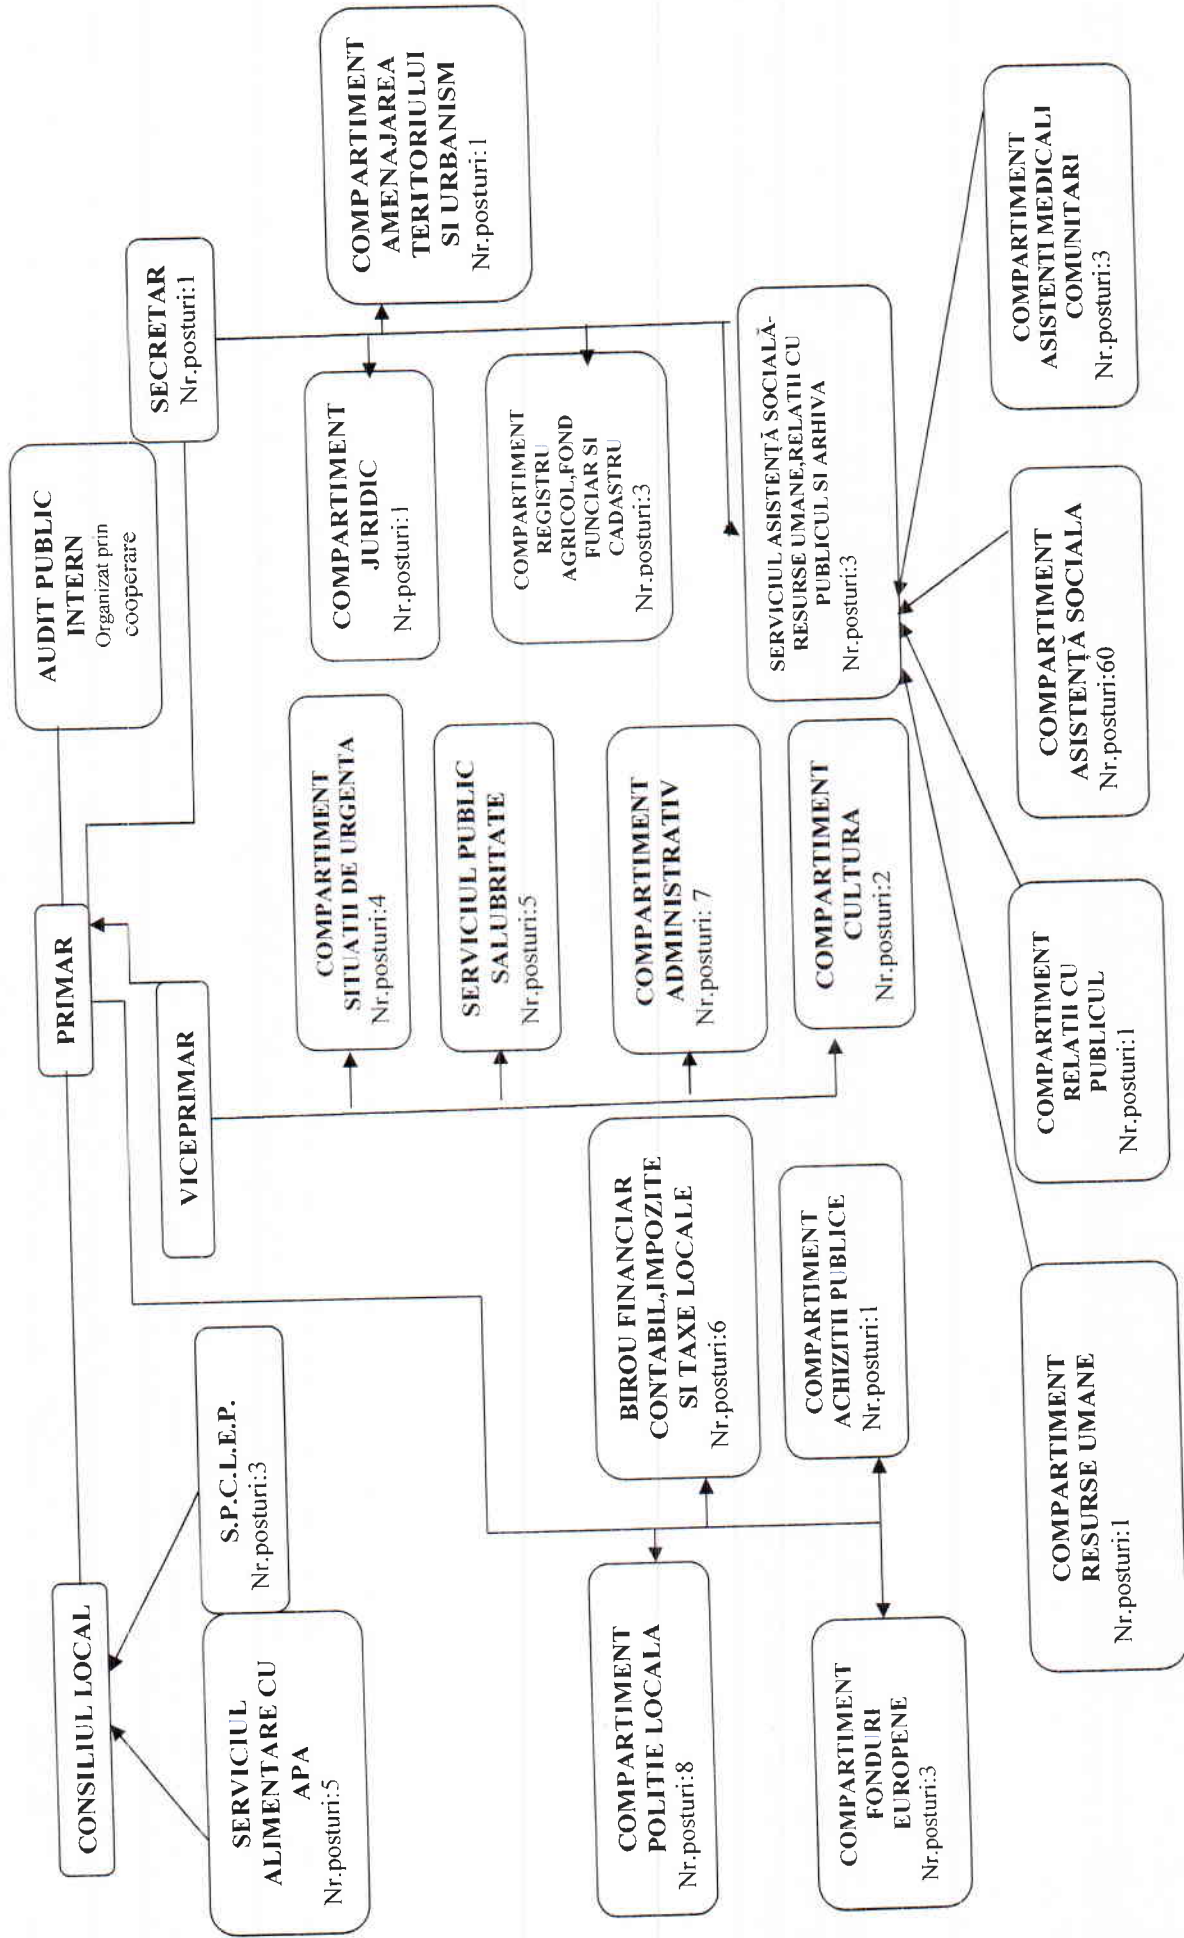 CONSILIUL LOCAL
PRIMAR
AUDIT PUBLIC
INTERN
Organizat prin
cooperare
SERVICIUL
ALIMENTARE CU
APA
Nr.posturi:5
S.P.C.L.E.P.
Nr.posturi:3
VICEPRIMAR
SECRETAR
Nr.posturi:1
COMPARTIMENT
SITUATII DE URGENTA
Nr.posturi:4
COMPARTIMENT
JURIDIC
Nr.posturi:1
COMPARTIMENT
AMENAJAREA
TERITORIULUI
SI URBANISM
Nr.posturi:1
SERVICIUL PUBLIC
SALUBRITATE
Nr.posturi:5
COMPARTIMENT
REGISTRU
AGRICOL,FOND
FUNCIAR SI
CADASTRU
Nr.posturi:3
COMPARTIMENT
POLITIE LOCALA
Nr.posturi:8
BIROU FINANCIAR
CONTABIL,IMPOZITE
SI TAXE LOCALE
Nr.posturi:6
COMPARTIMENT
ADMINISTRATIV
Nr.posturi: 7
SERVICIUL ASISTENŢĂ SOCIALĂ-
RESURSE UMANE,RELATII CU
PUBLICUL SI ARHIVA
Nr.posturi:3
COMPARTIMENT
FONDURI
EUROPENE
Nr.posturi:3
COMPARTIMENT
ACHIZITII PUBLICE
Nr.posturi:1
COMPARTIMENT
CULTURA
Nr.posturi:2
COMPARTIMENT
RESURSE UMANE
Nr.posturi:1
COMPARTIMENT
RELATII CU
PUBLICUL
Nr.posturi:1
COMPARTIMENT
ASISTENŢĂ SOCIALA
Nr.posturi:60
COMPARTIMENT
ASISTENTI MEDICALI
COMUNITARI
Nr.posturi:3